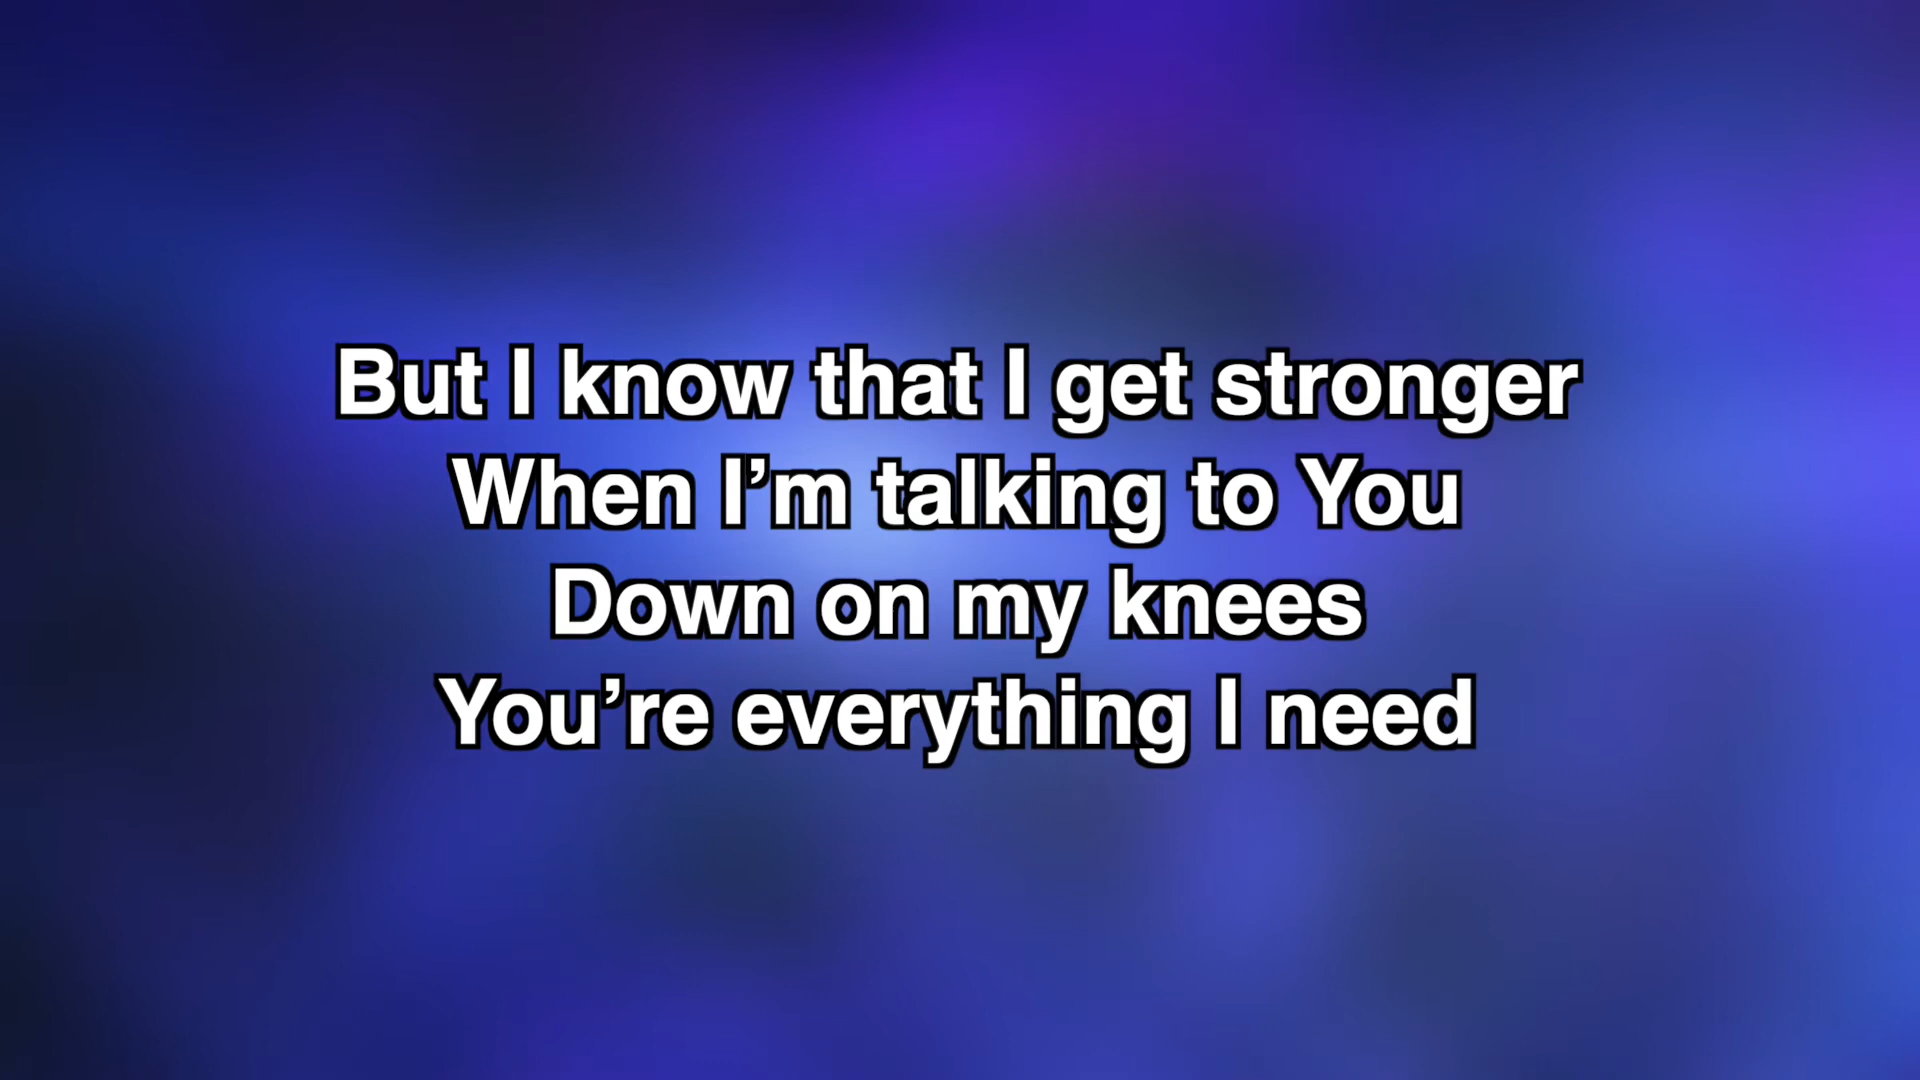 But I know that I get stronger
When I’m talking to You
Down on my knees
You’re everything I need